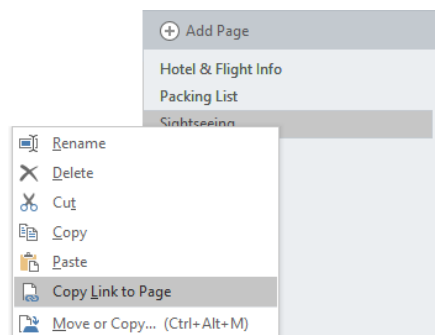 Add Page
Hotel & Flight Info
Packing List
Sightseeing
Rename
Delete
Cut
Copy
Paste
Copy Link to Page
Move or Copy... (Ctrl+Alt+M)